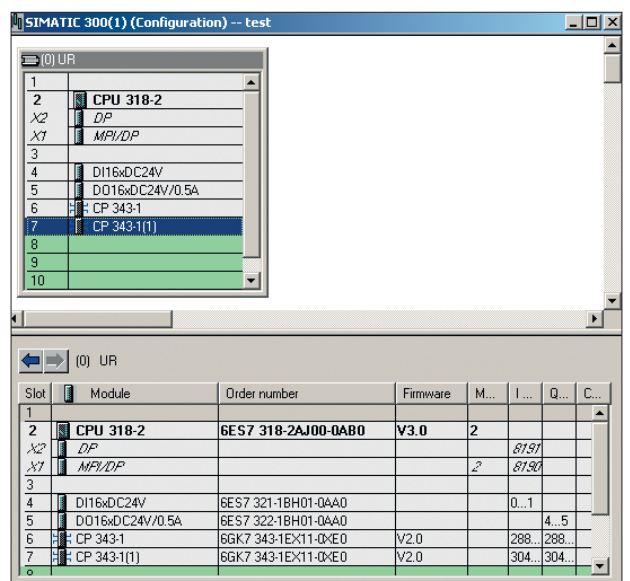 SIMATIC 300(1) (Configuration) -- test
(0) UR
1
2 CPU 318-2
X2 DP
X1 MPI/DP
3
4 DI16xDC24V
5 DO16xDC24V/0.5A
6 CP 343-1
7 CP 343-1(1)
8
9
10
(0) UR
Slot Module Order number Firmware M... I ... Q... C...
1
2 CPU 318-2 6ES7 318-2AJ00-0AB0 V3.0 2
X2 DP 8191
X1 MPI/DP 2 8190
3
4 DI16xDC24V 6ES7 321-1BH01-0AA0 0...1
5 DO16xDC24V/0.5A 6ES7 322-1BH01-0AA0 4...5
6 CP 343-1 6GK7 343-1EX11-0XE0 V2.0 288... 288...
7 CP 343-1(1) 6GK7 343-1EX11-0XE0 V2.0 304... 304...